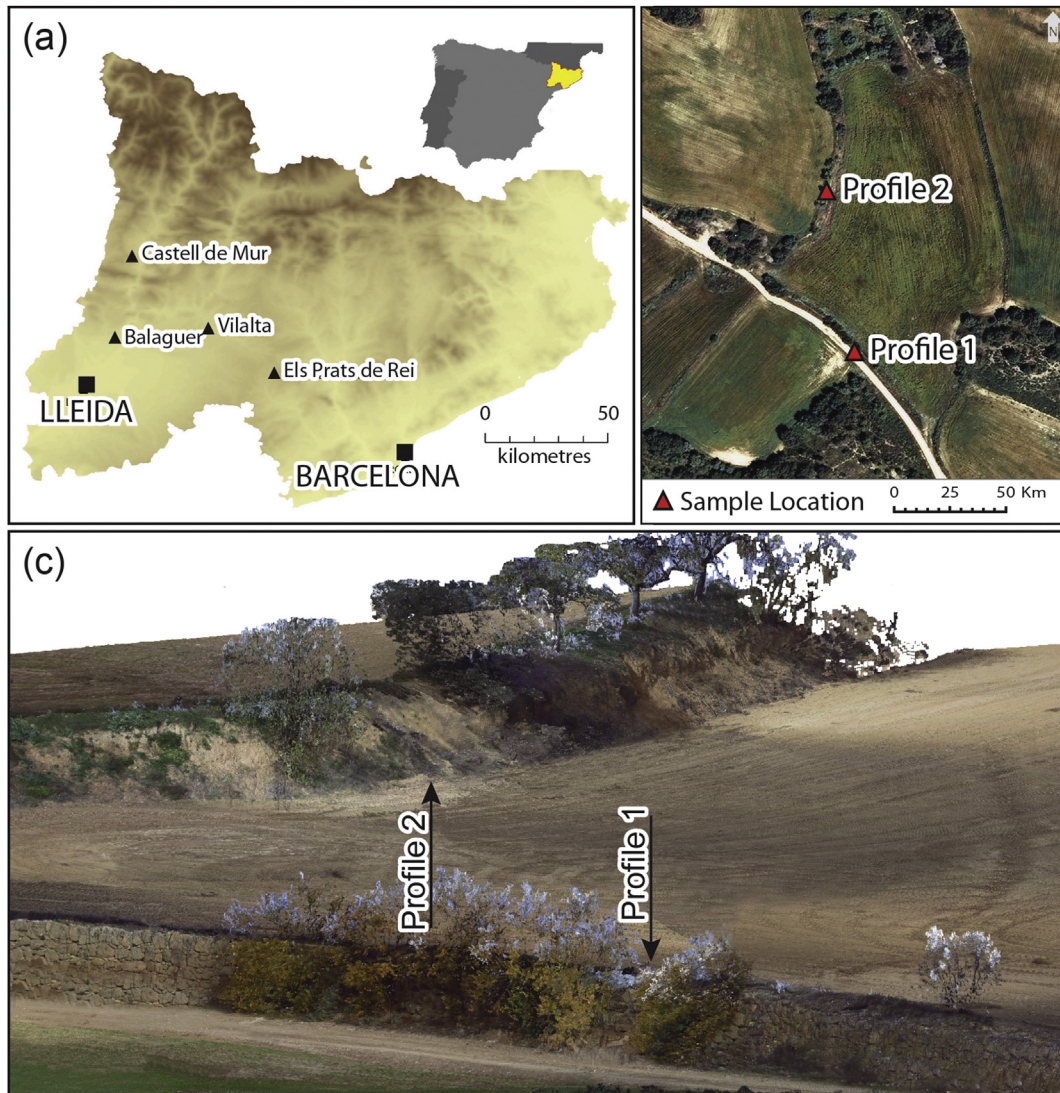 (a)
Castell de Mur
Balaguer
Vilalta
Els Prats de Rei
LLEIDA
BARCELONA
0 50
kilometres
N
Profile 2
Profile 1
Sample Location
0 25 50 Km
(c)
Profile 2
Profile 1